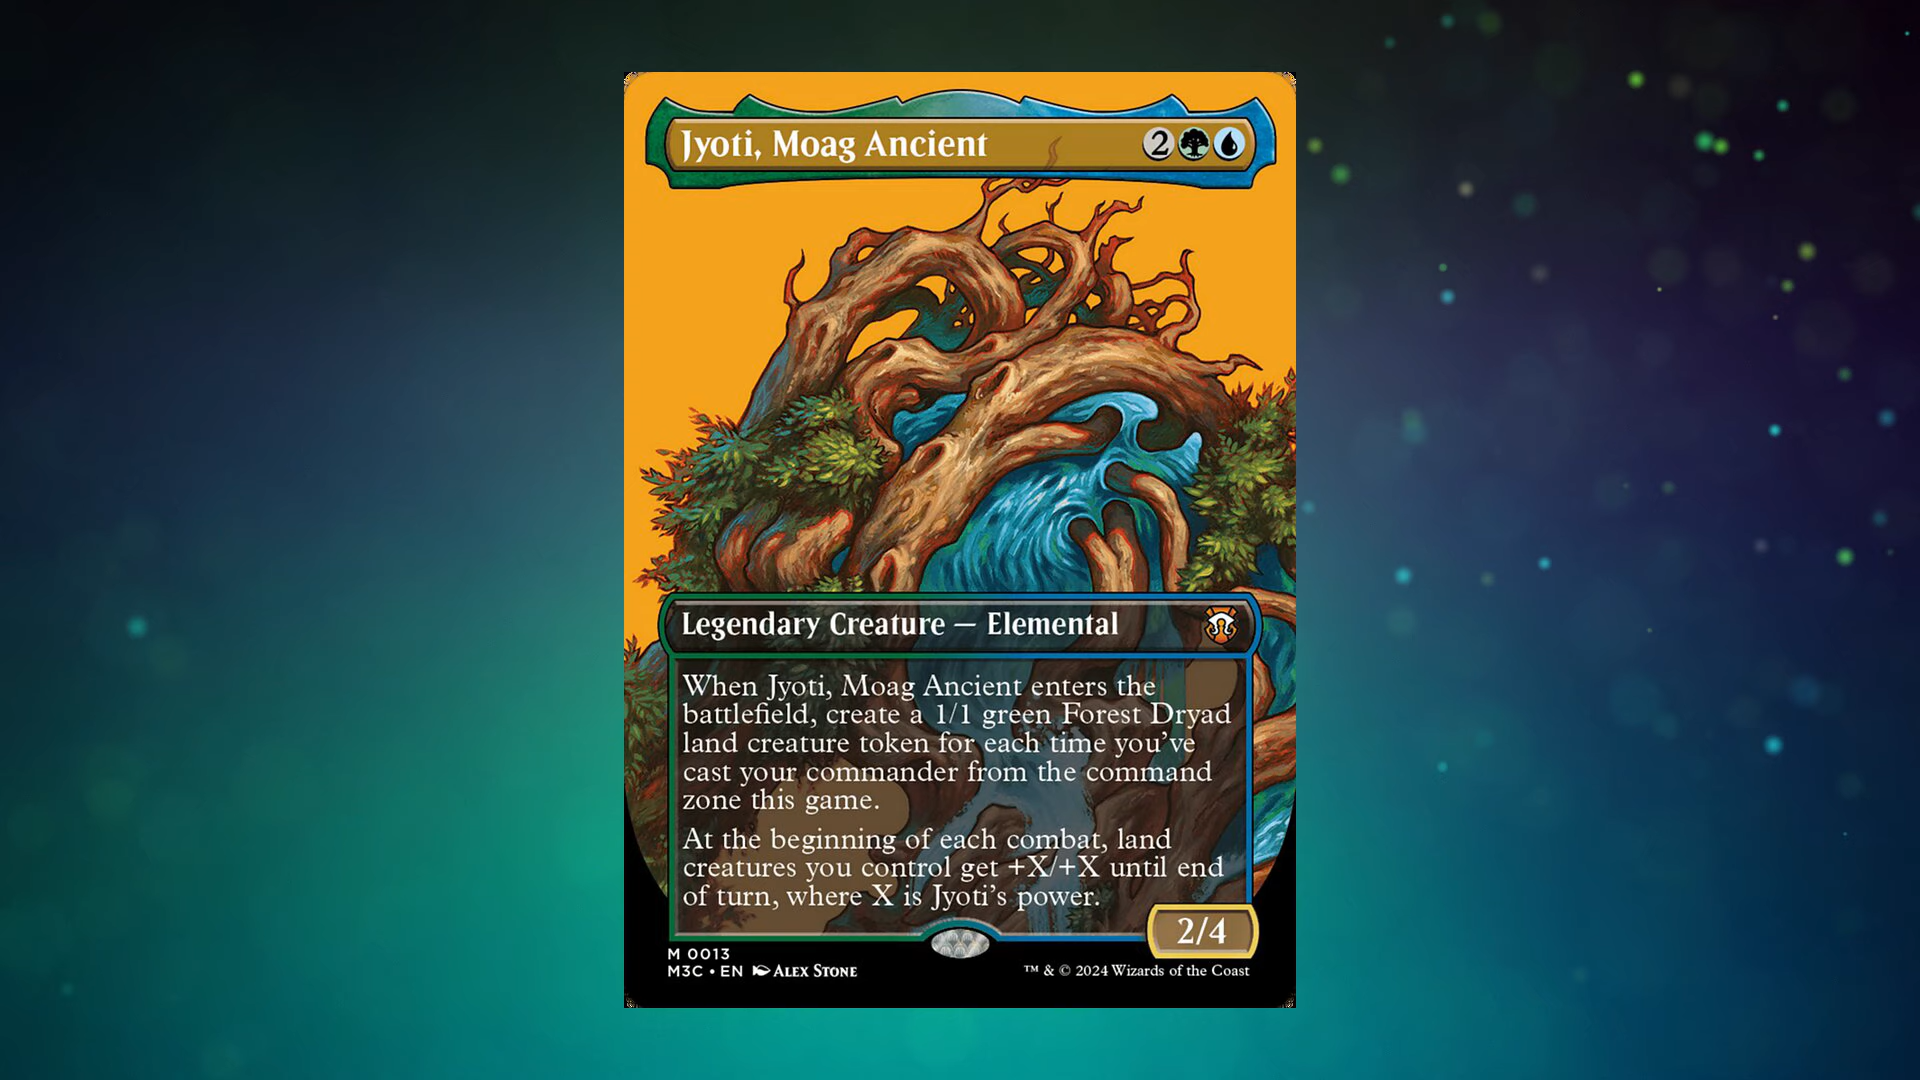 Jyoti, Moag Ancient 2
Legendary Creature — Elemental
When Jyoti, Moag Ancient enters the
battlefield, create a 1/1 green Forest Dryad
land creature token for each time you've
cast your commander from the command
zone this game.
At the beginning of each combat, land
creatures you control get +X/+X until end
of turn, where X is Jyoti's power.
2/4
M 0013
M3C • EN ALEX STONE
™ & © 2024 Wizards of the Coast